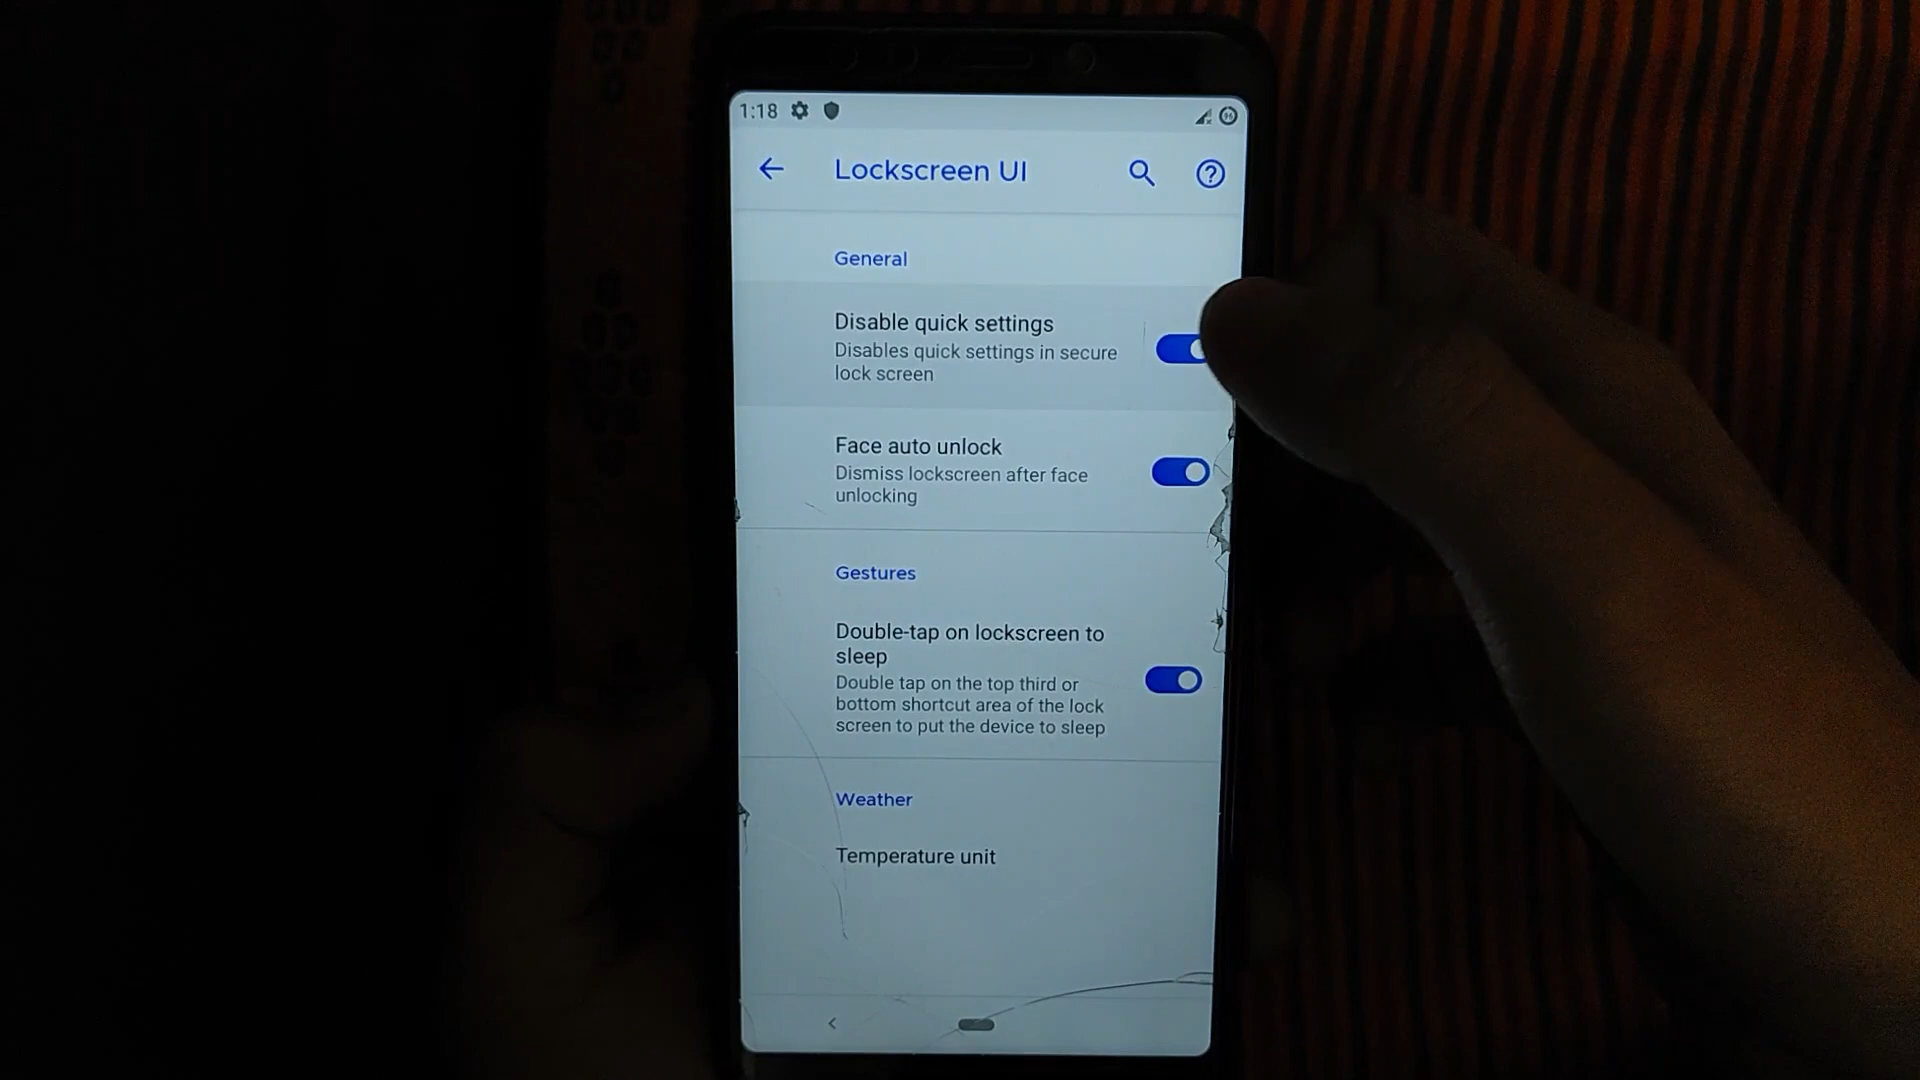 1:18
Lockscreen UI
General
Disable quick settings
Disables quick settings in secure
lock screen
Face auto unlock
Dismiss lockscreen after face
unlocking
Gestures
Double-tap on lockscreen to
sleep
Double tap on the top third or
bottom shortcut area of the lock
screen to put the device to sleep
Weather
Temperature unit